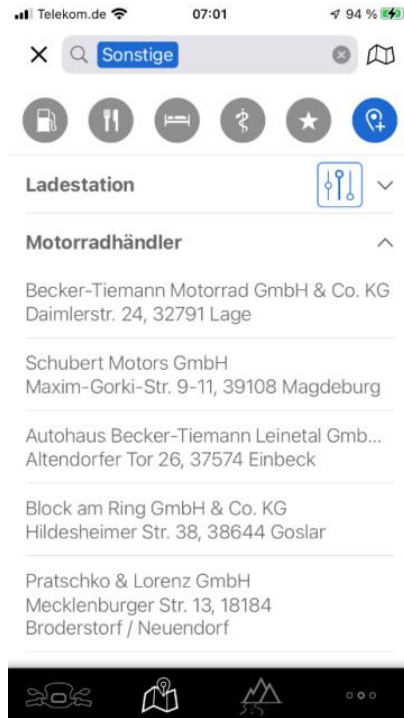 Telekom.de 07:01 94 %
Sonstige
Ladestation
Motorradhändler
Becker-Tiemann Motorrad GmbH & Co. KG
Daimlerstr. 24, 32791 Lage
Schubert Motors GmbH
Maxim-Gorki-Str. 9-11, 39108 Magdeburg
Autohaus Becker-Tiemann Leinetal Gmb...
Altendorfer Tor 26, 37574 Einbeck
Block am Ring GmbH & Co. KG
Hildesheimer Str. 38, 38644 Goslar
Pratschko & Lorenz GmbH
Mecklenburger Str. 13, 18184
Broderstorf / Neuendorf